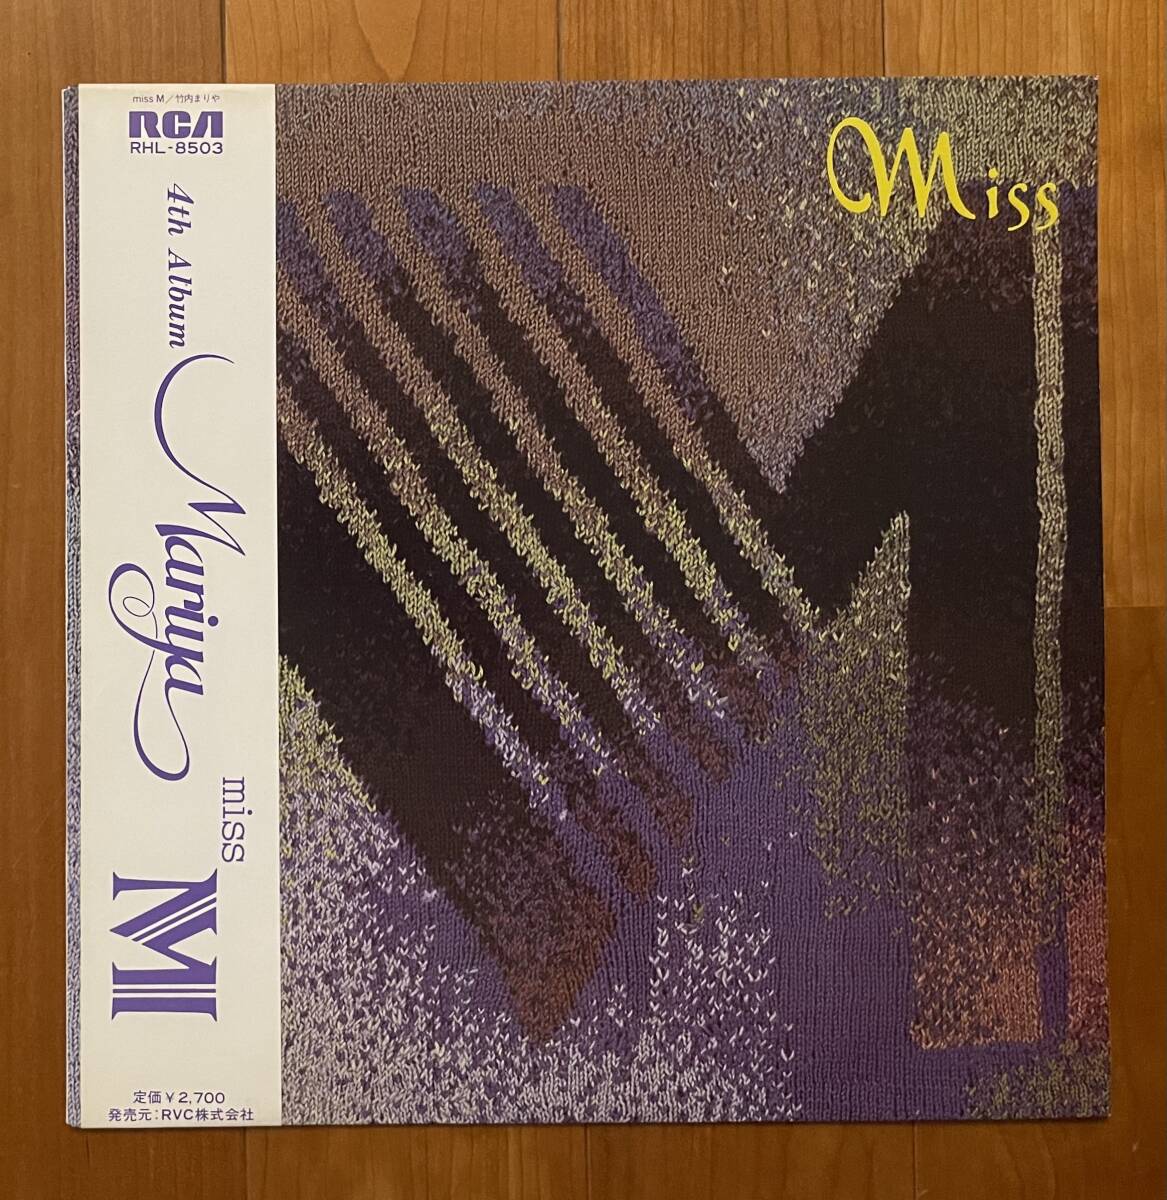 miss M／竹内まりや
RCA
RHL-8503
4th Album
Mariya
miss
M
定価￥2,700
発売元：RVC株式会社
Miss